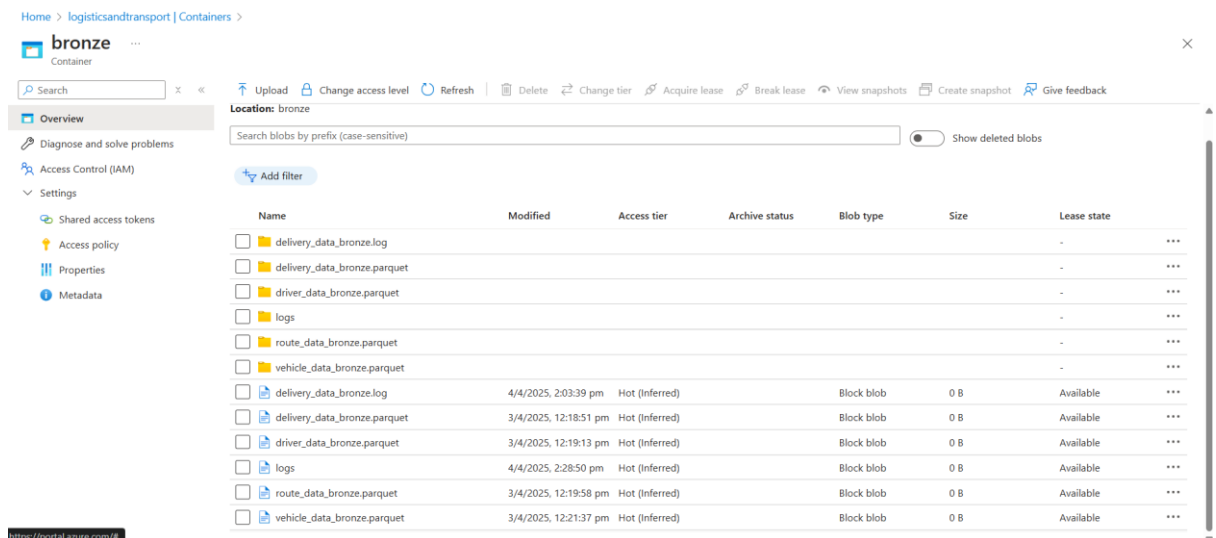 Home > logisticsandtransport | Containers >
bronze ...
Container
Search
Upload Change access level Refresh Delete Change tier Acquire lease Break lease View snapshots Create snapshot Give feedback
Overview
Diagnose and solve problems
Access Control (IAM)
Settings
Shared access tokens
Access policy
Properties
Metadata
Location: bronze
Search blobs by prefix (case-sensitive)
Show deleted blobs
Add filter
Name Modified Access tier Archive status Blob type Size Lease state
delivery_data_bronze.log - ...
delivery_data_bronze.parquet - ...
driver_data_bronze.parquet - ...
logs - ...
route_data_bronze.parquet - ...
vehicle_data_bronze.parquet - ...
delivery_data_bronze.log 4/4/2025, 2:03:39 pm Hot (Inferred) Block blob 0 B Available ...
delivery_data_bronze.parquet 3/4/2025, 12:18:51 pm Hot (Inferred) Block blob 0 B Available ...
driver_data_bronze.parquet 3/4/2025, 12:19:13 pm Hot (Inferred) Block blob 0 B Available ...
logs 4/4/2025, 2:28:50 pm Hot (Inferred) Block blob 0 B Available ...
route_data_bronze.parquet 3/4/2025, 12:19:58 pm Hot (Inferred) Block blob 0 B Available ...
vehicle_data_bronze.parquet 3/4/2025, 12:21:37 pm Hot (Inferred) Block blob 0 B Available ...
https://portal.azure.com/#